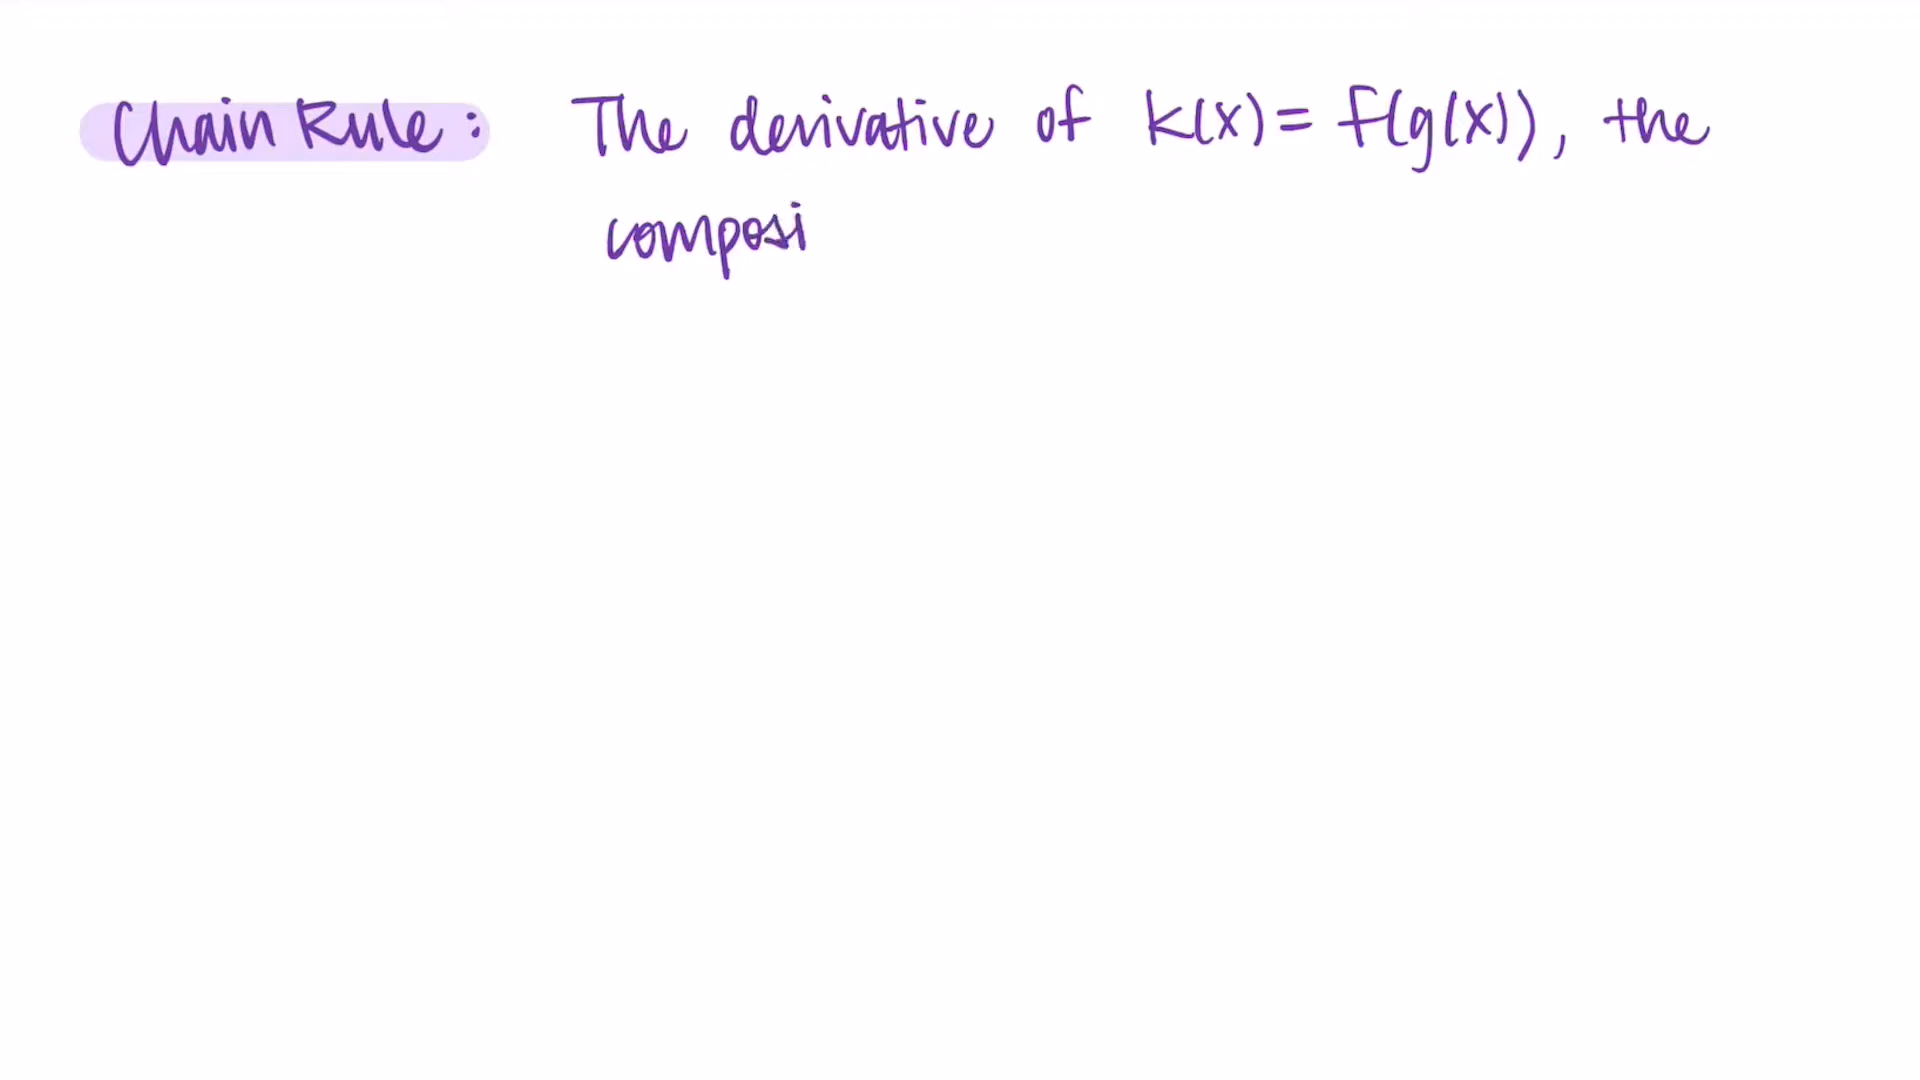 Chain Rule: The derivative of k(x) = f(g(x)), the
composi